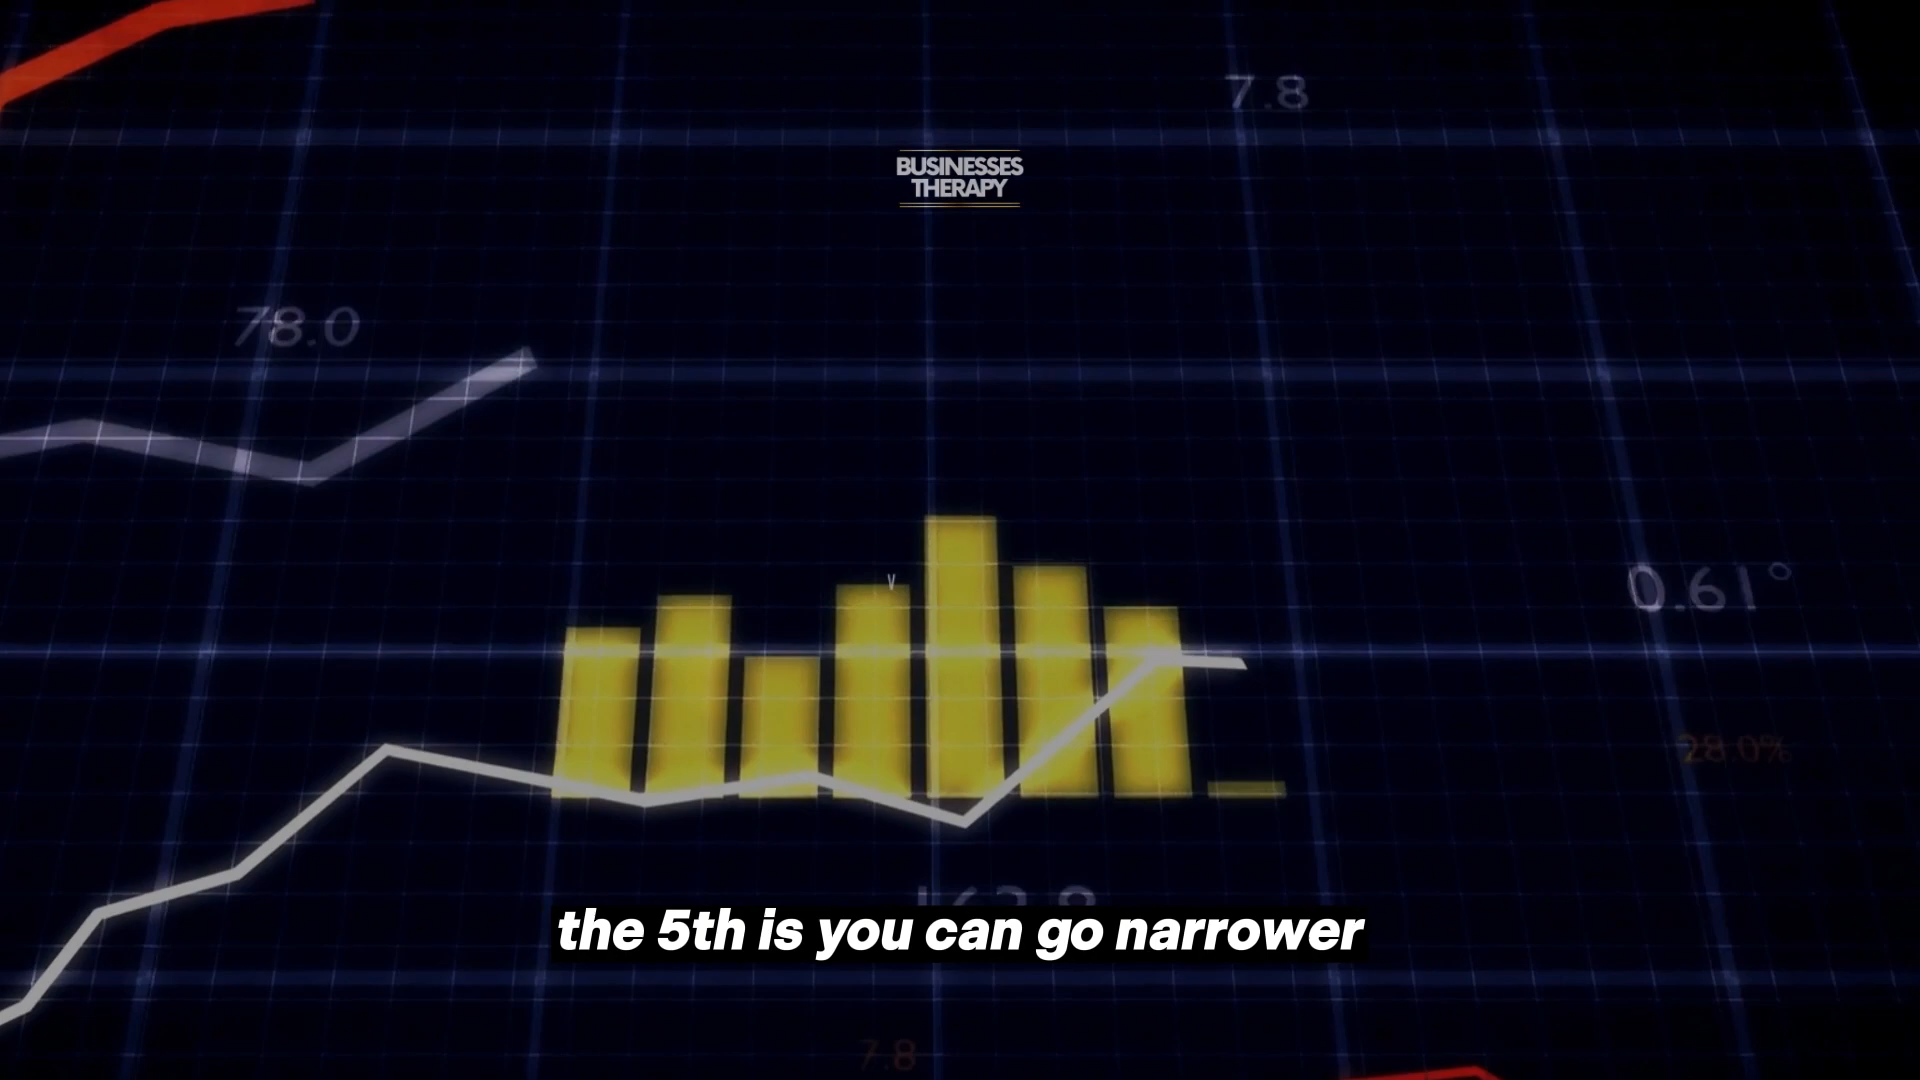 7.8
BUSINESSES
THERAPY
78.0
0.61°
28.0%
the 5th is you can go narrower
7.8